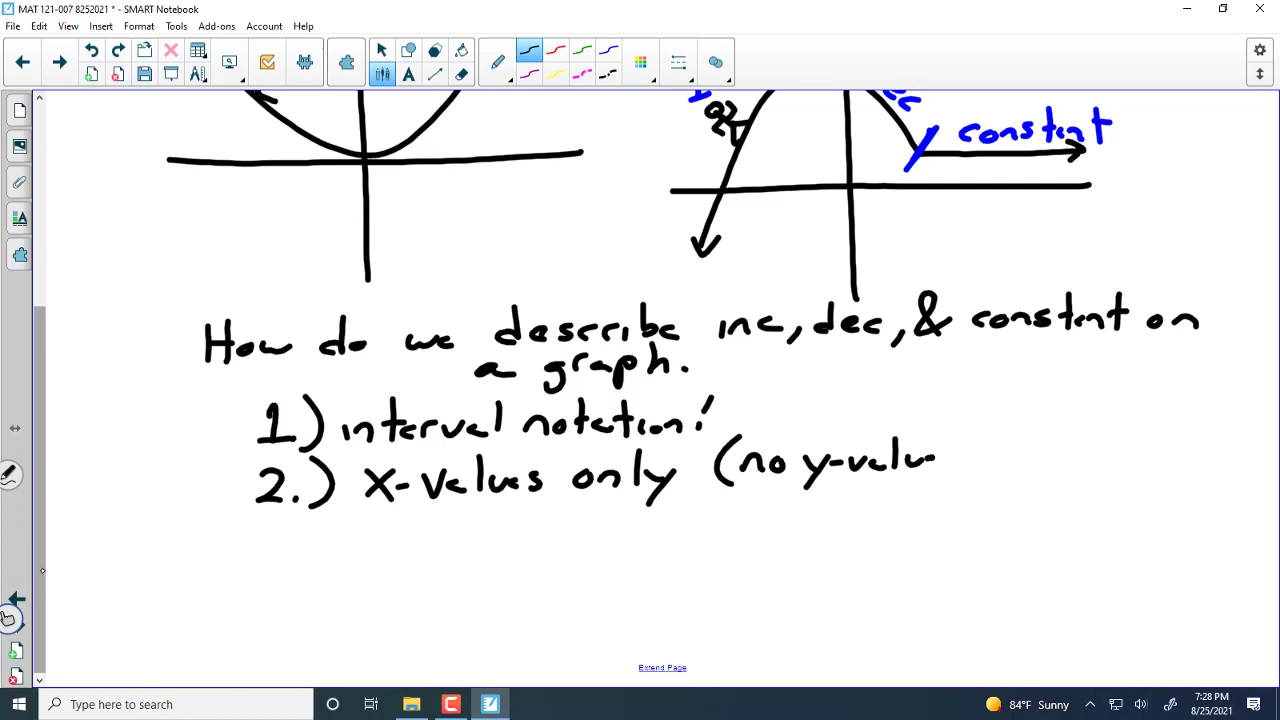 MAT 121-007 8252021 * - SMART Notebook
File Edit View Insert Format Tools Add-ons Account Help
constant
How do we describe inc, dec, & constant on
a graph.
1.) interval notation!
2.) x-values only (no y-valu
Extend Page
Type here to search
84°F Sunny
7:28 PM
8/25/2021